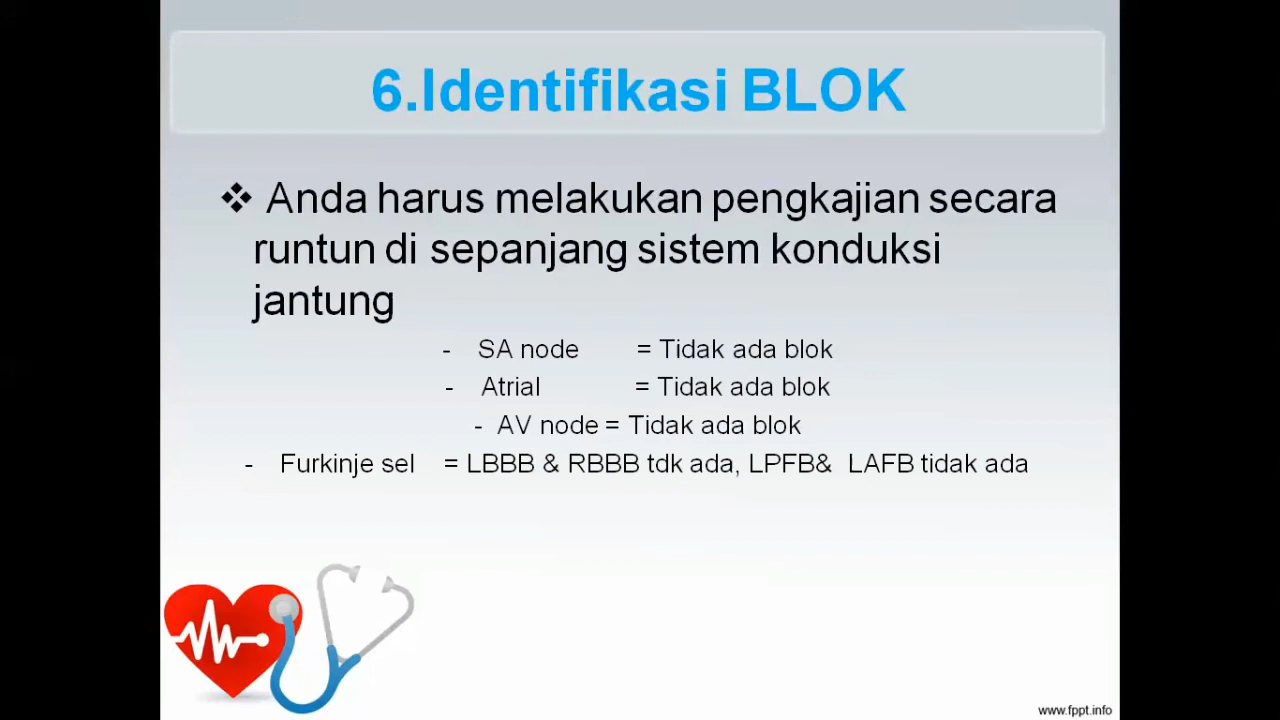 6.Identifikasi BLOK
❖ Anda harus melakukan pengkajian secara
runtun di sepanjang sistem konduksi
jantung
- SA node = Tidak ada blok
- Atrial = Tidak ada blok
- AV node = Tidak ada blok
- Furkinje sel = LBBB & RBBB tdk ada, LPFB& LAFB tidak ada
www.fppt.info